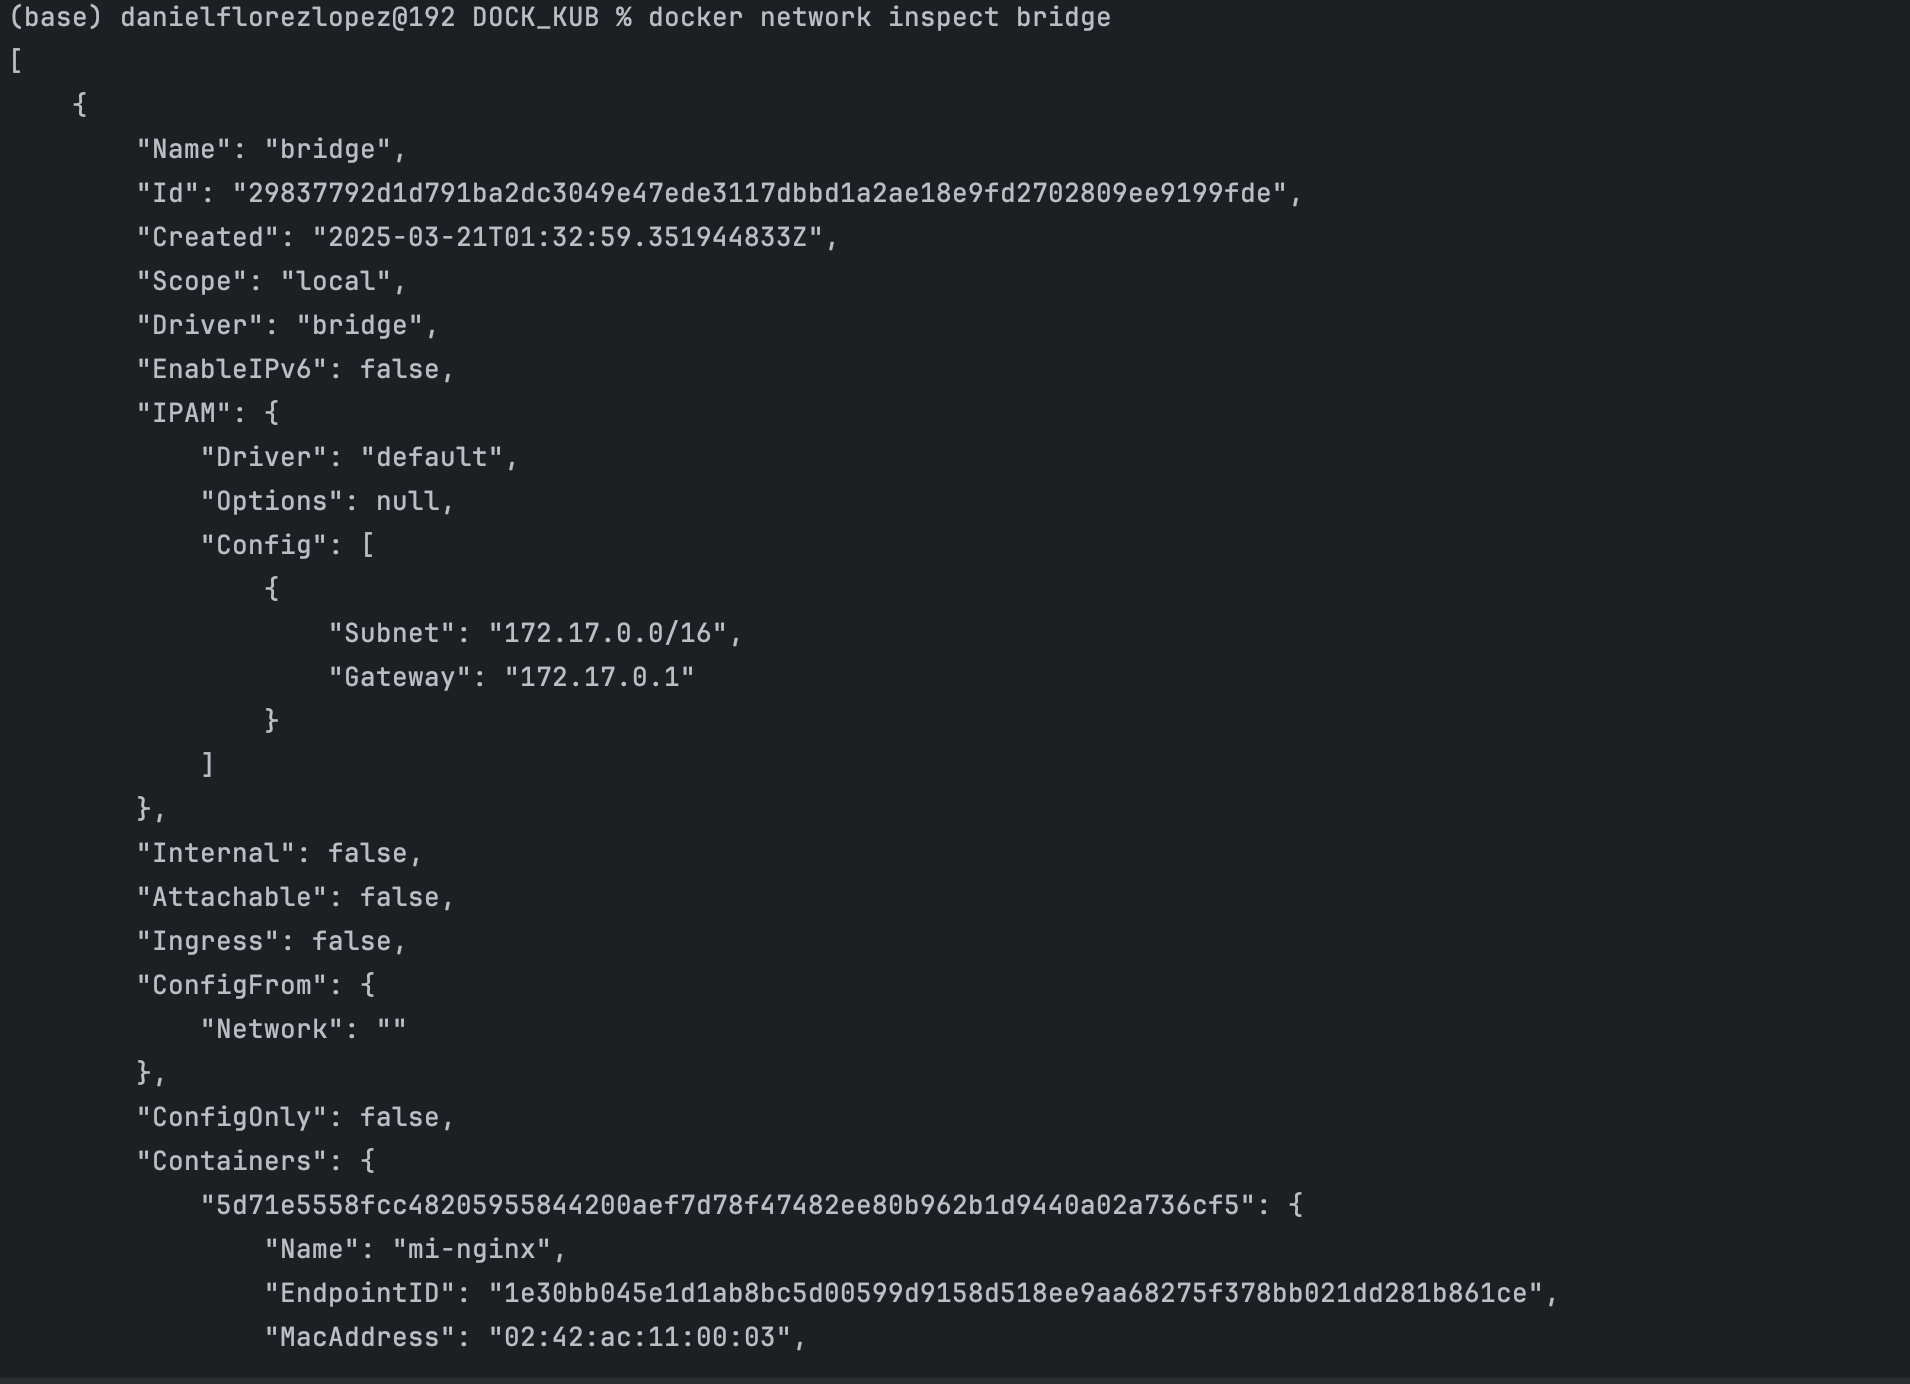 (base) danielflorezlopez@192 DOCK_KUB % docker network inspect bridge
[
    {
        "Name": "bridge",
        "Id": "29837792d1d791ba2dc3049e47ede3117dbbd1a2ae18e9fd2702809ee9199fde",
        "Created": "2025-03-21T01:32:59.351944833Z",
        "Scope": "local",
        "Driver": "bridge",
        "EnableIPv6": false,
        "IPAM": {
            "Driver": "default",
            "Options": null,
            "Config": [
                {
                    "Subnet": "172.17.0.0/16",
                    "Gateway": "172.17.0.1"
                }
            ]
        },
        "Internal": false,
        "Attachable": false,
        "Ingress": false,
        "ConfigFrom": {
            "Network": ""
        },
        "ConfigOnly": false,
        "Containers": {
            "5d71e5558fcc48205955844200aef7d78f47482ee80b962b1d9440a02a736cf5": {
                "Name": "mi-nginx",
                "EndpointID": "1e30bb045e1d1ab8bc5d00599d9158d518ee9aa68275f378bb021dd281b861ce",
                "MacAddress": "02:42:ac:11:00:03",